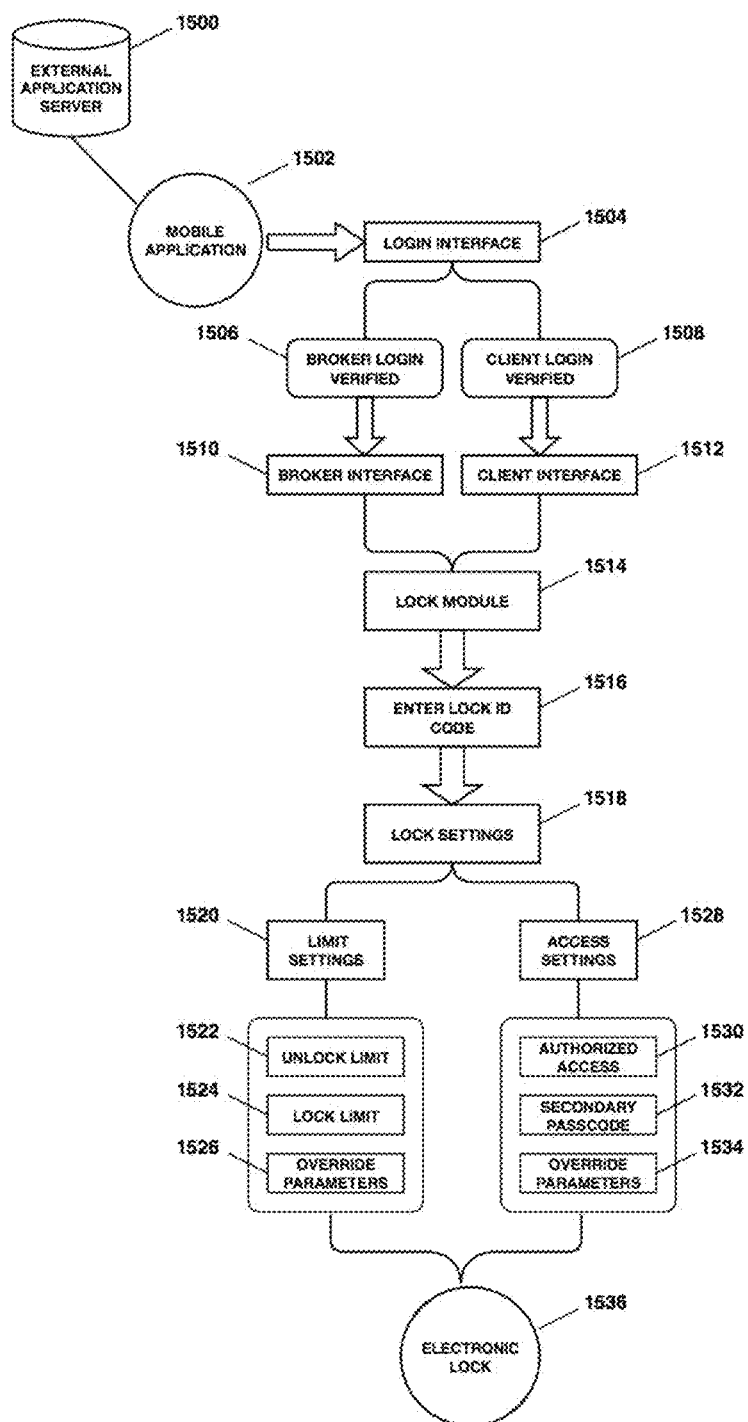 1500
EXTERNAL
APPLICATION
SERVER
1502
MOBILE
APPLICATION
1504
LOGIN INTERFACE
1506
BROKER LOGIN
VERIFIED
1508
CLIENT LOGIN
VERIFIED
1510
BROKER INTERFACE
1512
CLIENT INTERFACE
1514
LOCK MODULE
1516
ENTER LOCK ID
CODE
1518
LOCK SETTINGS
1520
LIMIT
SETTINGS
1528
ACCESS
SETTINGS
1522
UNLOCK LIMIT
1524
LOCK LIMIT
1526
OVERRIDE
PARAMETERS
1530
AUTHORIZED
ACCESS
1532
SECONDARY
PASSCODE
1534
OVERRIDE
PARAMETERS
1536
ELECTRONIC
LOCK